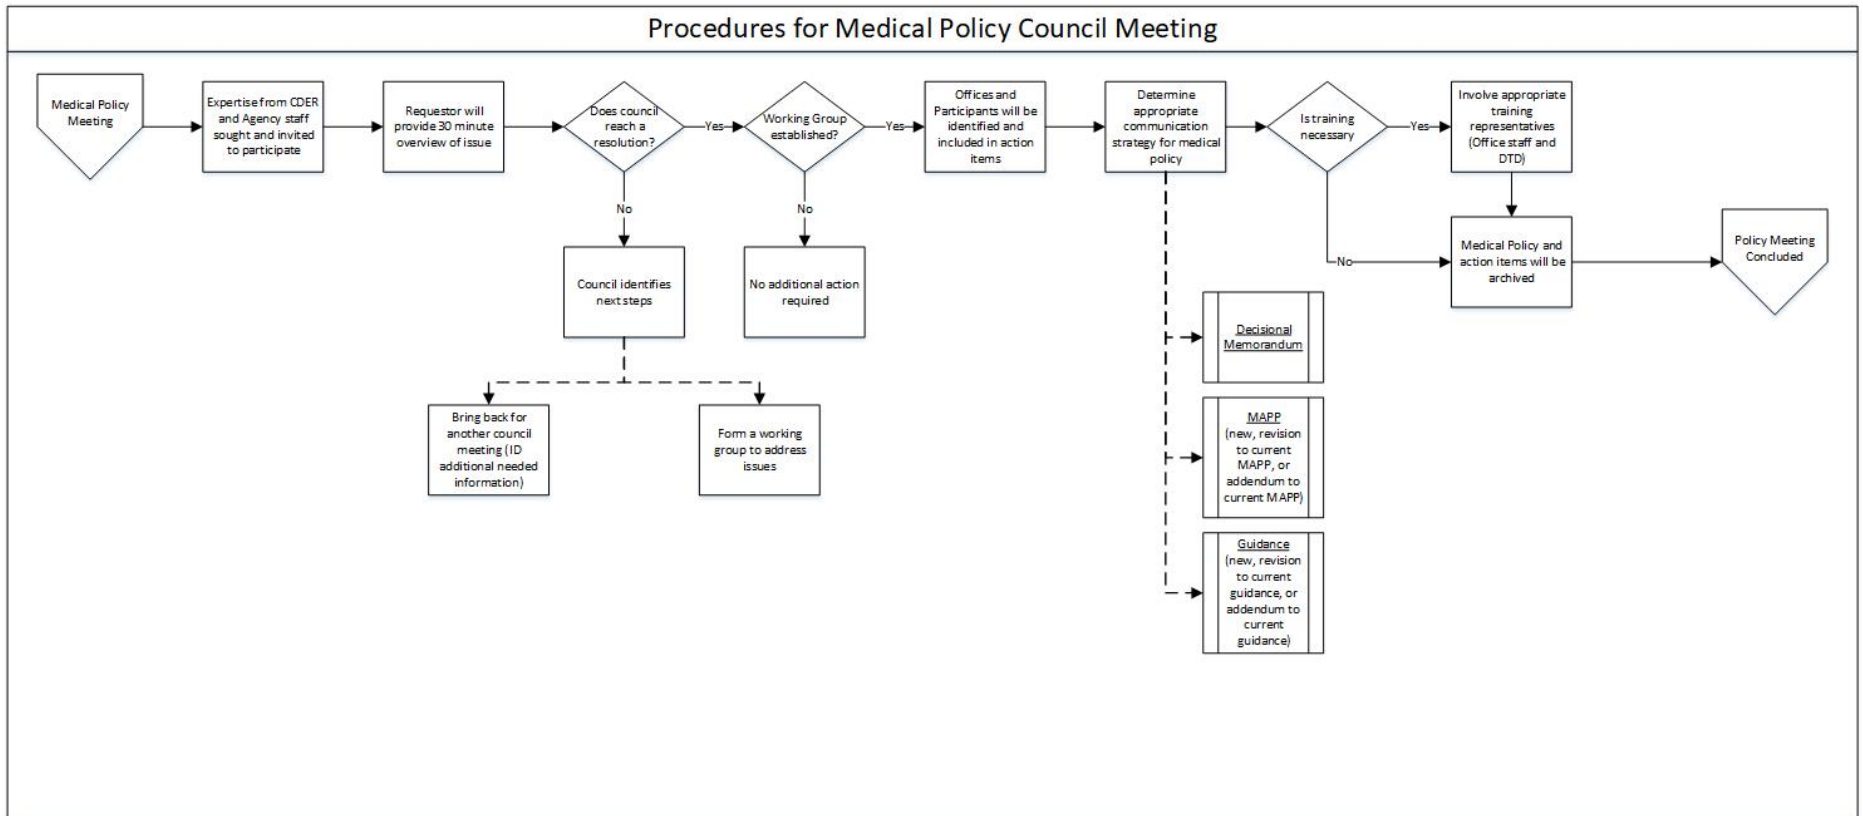 Procedures for Medical Policy Council Meeting
Medical Policy
Meeting
Expertise from CDER
and Agency staff
sought and invited
to participate
Requestor will
provide 30 minute
overview of issue
Does council
reach a
resolution?
Yes
Working Group
established?
Yes
Offices and
Participants will be
identified and
included in action
items
Determine
appropriate
communication
strategy for medical
policy
Is training
necessary
Yes
Involve appropriate
training
representatives
(Office staff and
DTD)
No
No
No
Council identifies
next steps
No additional action
required
Medical Policy and
action items will be
archived
Policy Meeting
Concluded
Bring back for
another council
meeting (ID
additional needed
information)
Form a working
group to address
issues
Decisional
Memorandum
MAPP
(new, revision
to current
MAPP, or
addendum to
current MAPP)
Guidance
(new, revision
to current
guidance, or
addendum to
current
guidance)